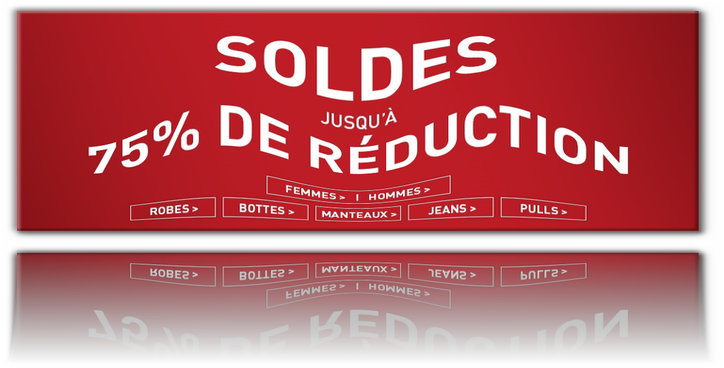 SOLDES
JUSQU'À
75% DE RÉDUCTION
FEMMES > | HOMMES >
ROBES > BOTTES > MANTEAUX > JEANS > PULLS >